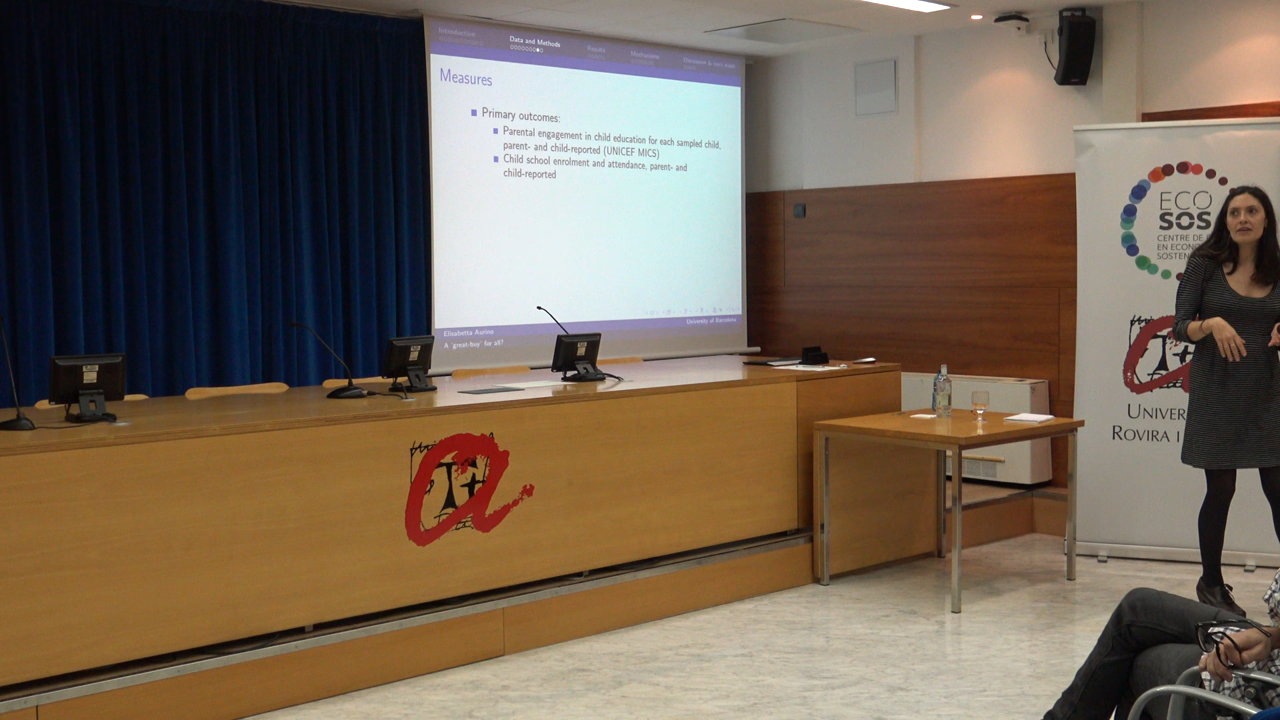 Introduction
Data and Methods
Results
Mechanisms
Discussion & next steps
Measures
Primary outcomes:
Parental engagement in child education for each sampled child,
parent- and child-reported (UNICEF MICS)
Child school enrolment and attendance, parent- and
child-reported
Elisabetta Aurino
University of Barcelona
A 'great-buy' for all?
ECO
SOS
CENTRE DE
EN ECONO
SOSTEN
UNIVER
ROVIRA I